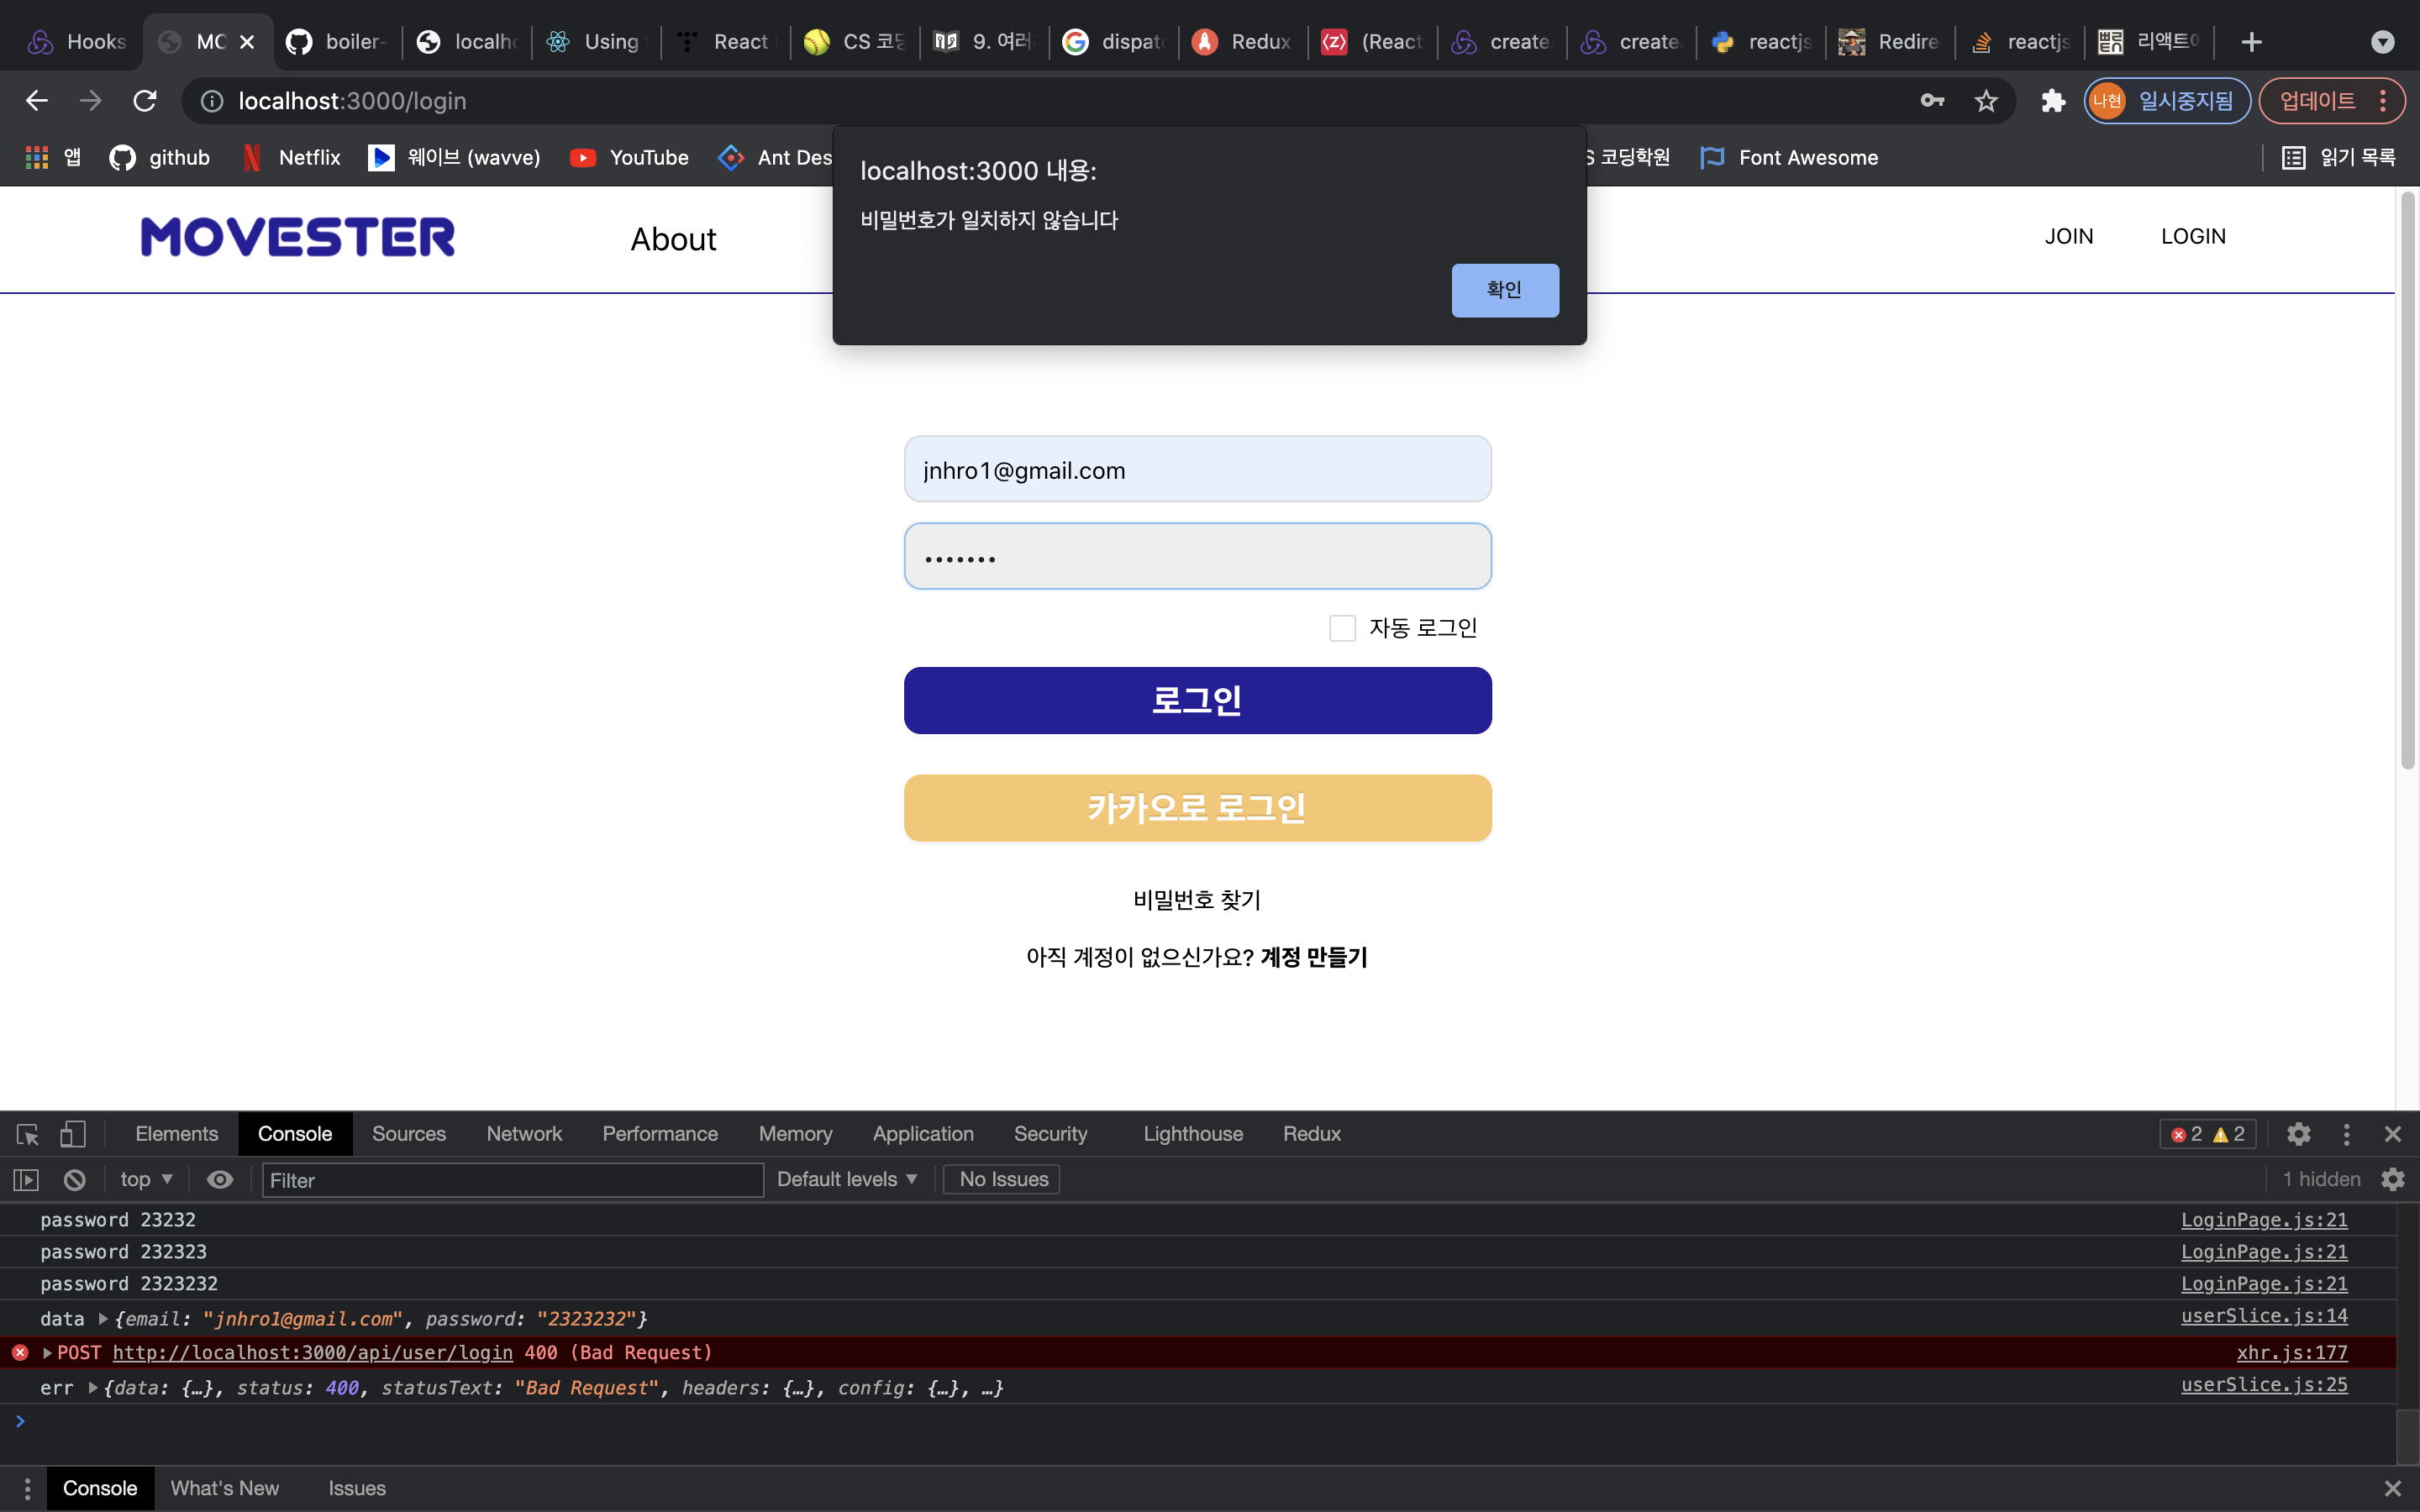 Hooks MC boiler- localho Using React CS 코딩 9. 여러 dispat Redux (React create create reactjs Redire reactjs 리액트에
localhost:3000/login 나현 일시중지됨 업데이트
앱 github Netflix 웨이브 (wavve) YouTube Ant Des S 코딩학원 Font Awesome 읽기 목록
localhost:3000 내용:
비밀번호가 일치하지 않습니다
확인
MOVESTER About JOIN LOGIN
jnhro1@gmail.com
•••••••
자동 로그인
로그인
카카오로 로그인
비밀번호 찾기
아직 계정이 없으신가요? 계정 만들기
Elements Console Sources Network Performance Memory Application Security Lighthouse Redux 2 2
top Filter Default levels No Issues 1 hidden
password 23232 LoginPage.js:21
password 232323 LoginPage.js:21
password 2323232 LoginPage.js:21
data {email: "jnhro1@gmail.com", password: "2323232"} userSlice.js:14
POST http://localhost:3000/api/user/login 400 (Bad Request) xhr.js:177
err {data: {…}, status: 400, statusText: "Bad Request", headers: {…}, config: {…}, …} userSlice.js:25
Console What's New Issues